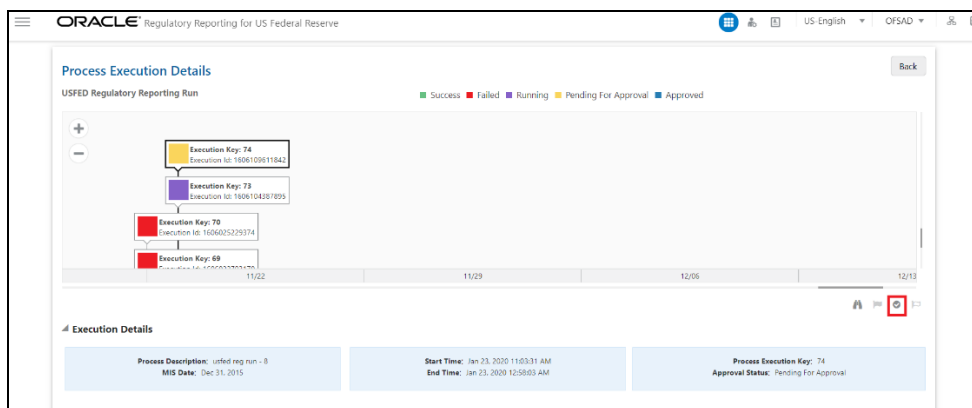 ORACLE Regulatory Reporting for US Federal Reserve US-English OFSAD
Process Execution Details Back
USFED Regulatory Reporting Run Success Failed Running Pending For Approval Approved
Execution Key: 74
Execution Id: 1606109611842
Execution Key: 73
Execution Id: 1606104387895
Execution Key: 70
Execution Id: 1606025229374
Execution Key: 69
11/22 11/29 12/06 12/13
Execution Details
Process Description: usfed reg run - 8 Start Time: Jan 23, 2020 11:03:31 AM Process Execution Key: 74
MIS Date: Dec 31, 2015 End Time: Jan 23, 2020 12:58:03 AM Approval Status: Pending For Approval